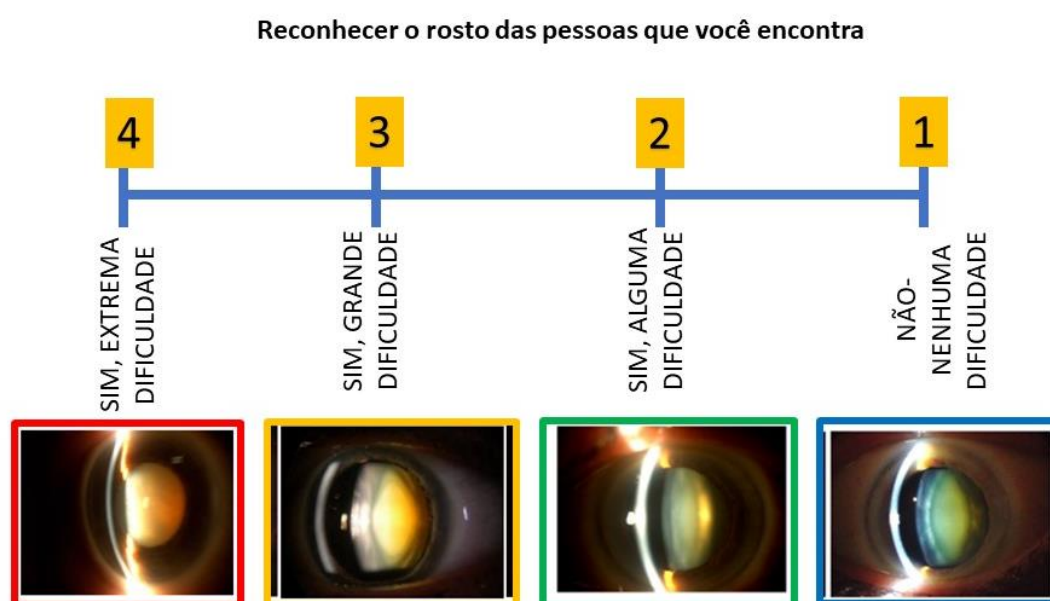 Reconhecer o rosto das pessoas que você encontra
4
3
2
1
SIM, EXTREMA
DIFICULDADE
SIM, GRANDE
DIFICULDADE
SIM, ALGUMA
DIFICULDADE
NÃO-
NENHUMA
DIFICULDADE